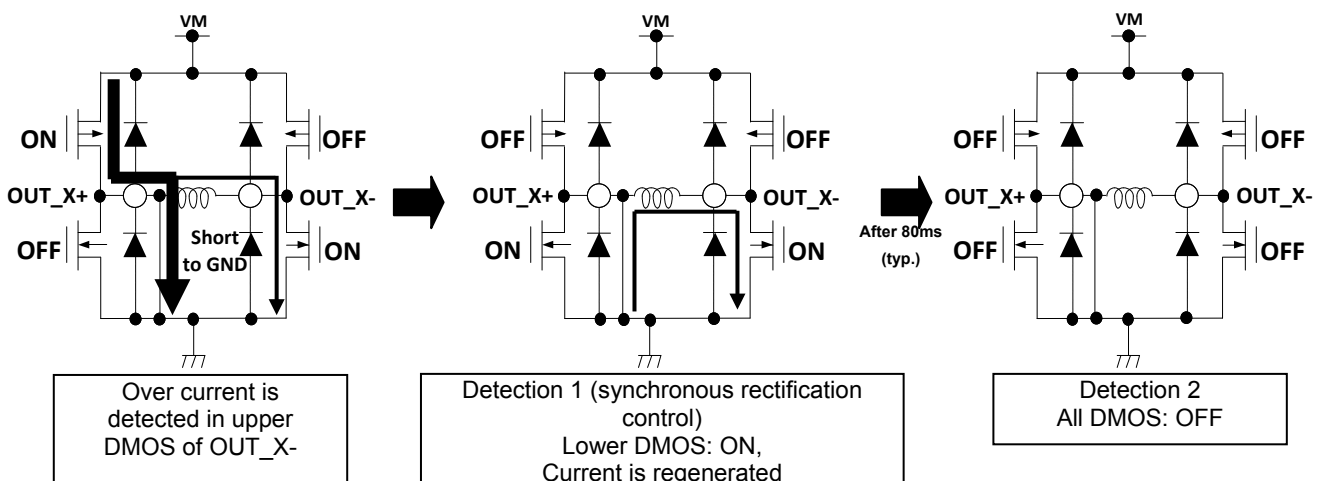 VM
ON
OFF
OUT_X+
OUT_X-
OFF
Short
to GND
ON
Over current is
detected in upper
DMOS of OUT_X-
VM
OFF
OFF
OUT_X+
OUT_X-
ON
ON
Detection 1 (synchronous rectification
control)
Lower DMOS: ON,
Current is regenerated
After 80ms
(typ.)
VM
OFF
OFF
OUT_X+
OUT_X-
OFF
OFF
Detection 2
All DMOS: OFF